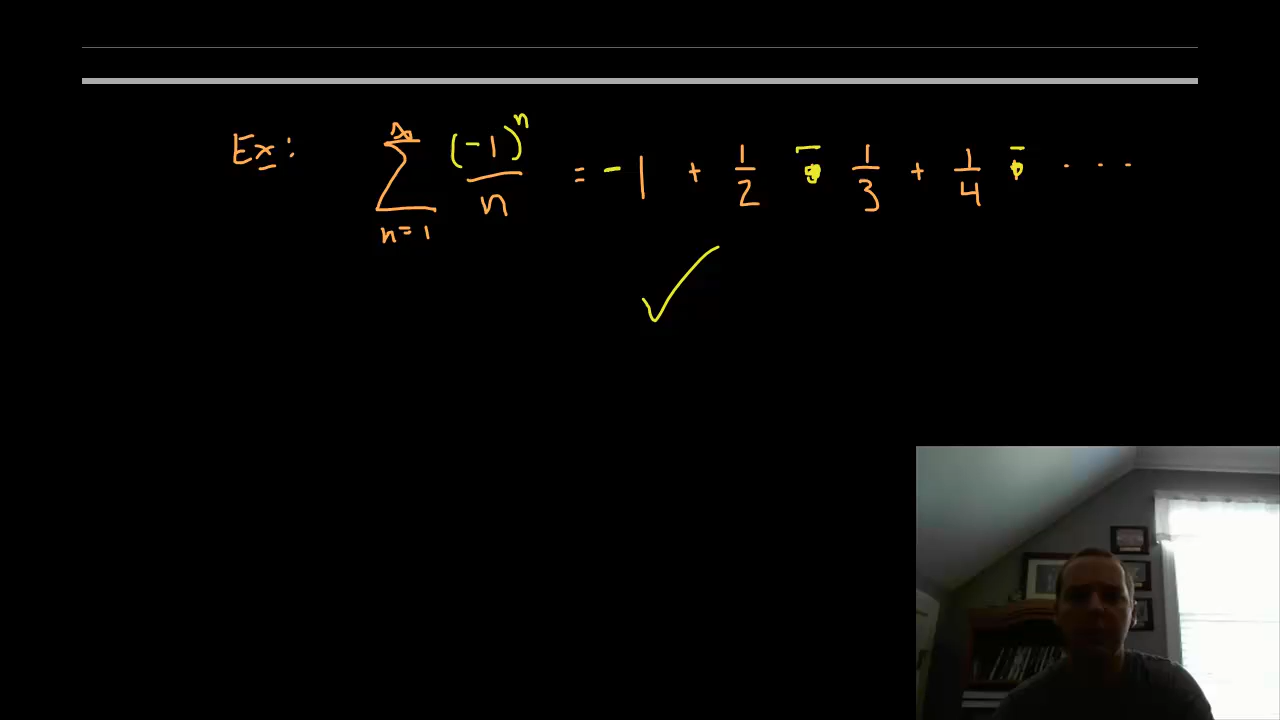 Ex: ∞ ∑ n=1 (-1)^n / n = -1 + 1/2 - 1/3 + 1/4 - ...